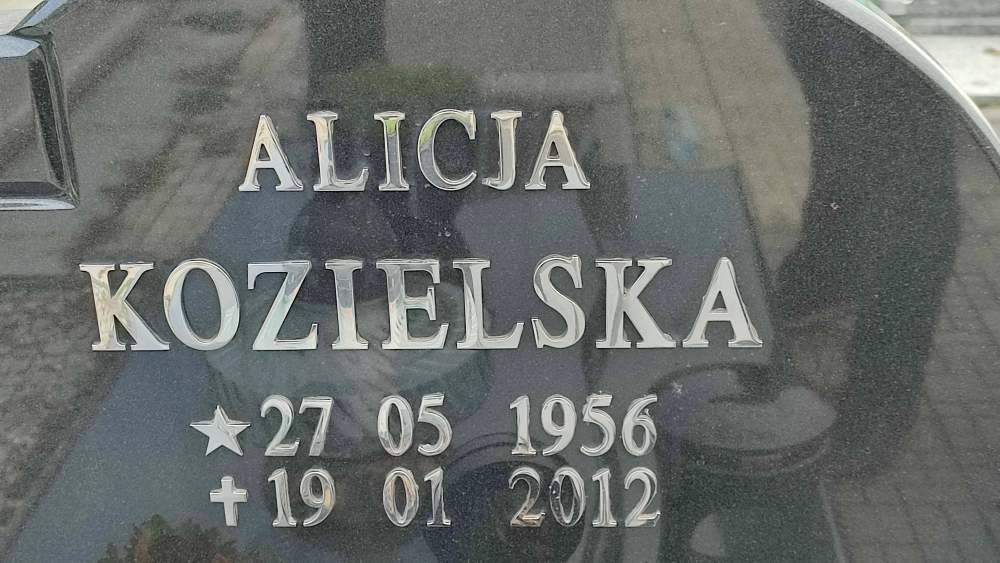 ALICJA
KOZIELSKA
★27 05 1956
✝19 01 2012